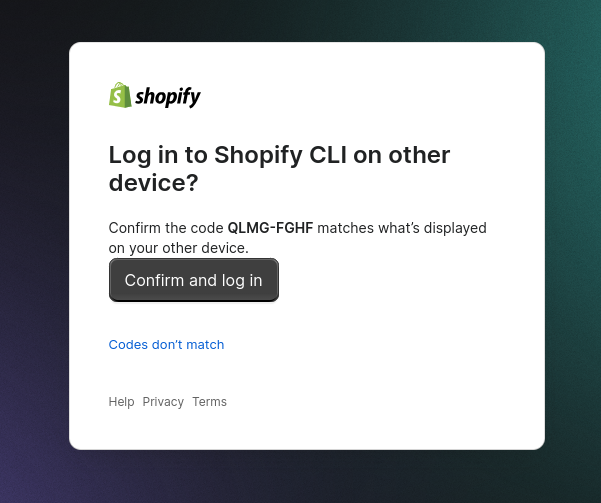 shopify
Log in to Shopify CLI on other
device?
Confirm the code QLMG-FGHF matches what’s displayed
on your other device.
Confirm and log in
Codes don’t match
Help Privacy Terms